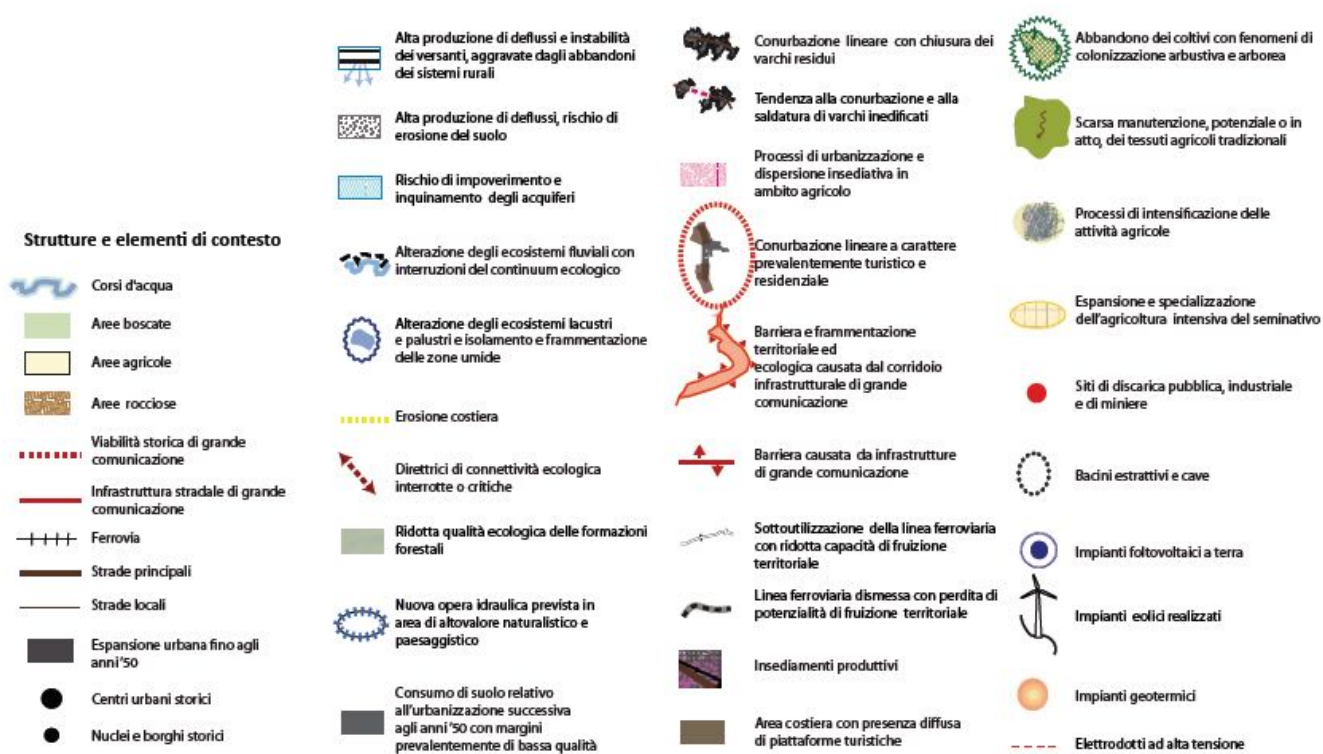 Strutture e elementi di contesto
Corsi d'acqua
Aree boscate
Aree agricole
Aree rocciose
Viabilità storica di grande
comunicazione
Infrastruttura stradale di grande
comunicazione
Ferrovia
Strade principali
Strade locali
Espansione urbana fino agli
anni '50
Centri urbani storici
Nuclei e borghi storici
Alta produzione di deflussi e instabilità
dei versanti, aggravate dagli abbandoni
dei sistemi rurali
Alta produzione di deflussi, rischio di
erosione del suolo
Rischio di impoverimento e
inquinamento degli acquiferi
Alterazione degli ecosistemi fluviali con
interruzioni del continuum ecologico
Alterazione degli ecosistemi lacustri
e palustri e isolamento e frammentazione
delle zone umide
Erosione costiera
Direttrici di connettività ecologica
interrotte o critiche
Ridotta qualità ecologica delle formazioni
forestali
Nuova opera idraulica prevista in
area di altovalore naturalistico e
paesaggistico
Consumo di suolo relativo
all'urbanizzazione successiva
agli anni '50 con margini
prevalentemente di bassa qualità
Conurbazione lineare con chiusura dei
varchi residui
Tendenza alla conurbazione e alla
saldatura di varchi inedificati
Processi di urbanizzazione e
dispersione insediativa in
ambito agricolo
Conurbazione lineare a carattere
prevalentemente turistico e
residenziale
Barriera e frammentazione
territoriale ed
ecologica causata dal corridoio
infrastrutturale di grande
comunicazione
Barriera causata da infrastrutture
di grande comunicazione
Sottoutilizzazione della linea ferroviaria
con ridotta capacità di fruizione
territoriale
Linea ferroviaria dismessa con perdita di
potenzialità di fruizione territoriale
Insediamenti produttivi
Area costiera con presenza diffusa
di piattaforme turistiche
Abbandono dei coltivi con fenomeni di
colonizzazione arbustiva e arborea
Scarsa manutenzione, potenziale o in
atto, dei tessuti agricoli tradizionali
Processi di intensificazione delle
attività agricole
Espansione e specializzazione
dell'agricoltura intensiva del seminativo
Siti di discarica pubblica, industriale
e di miniere
Bacini estrattivi e cave
Impianti foltovoltaici a terra
Impianti eolici realizzati
Impianti geotermici
Elettrodotti ad alta tensione